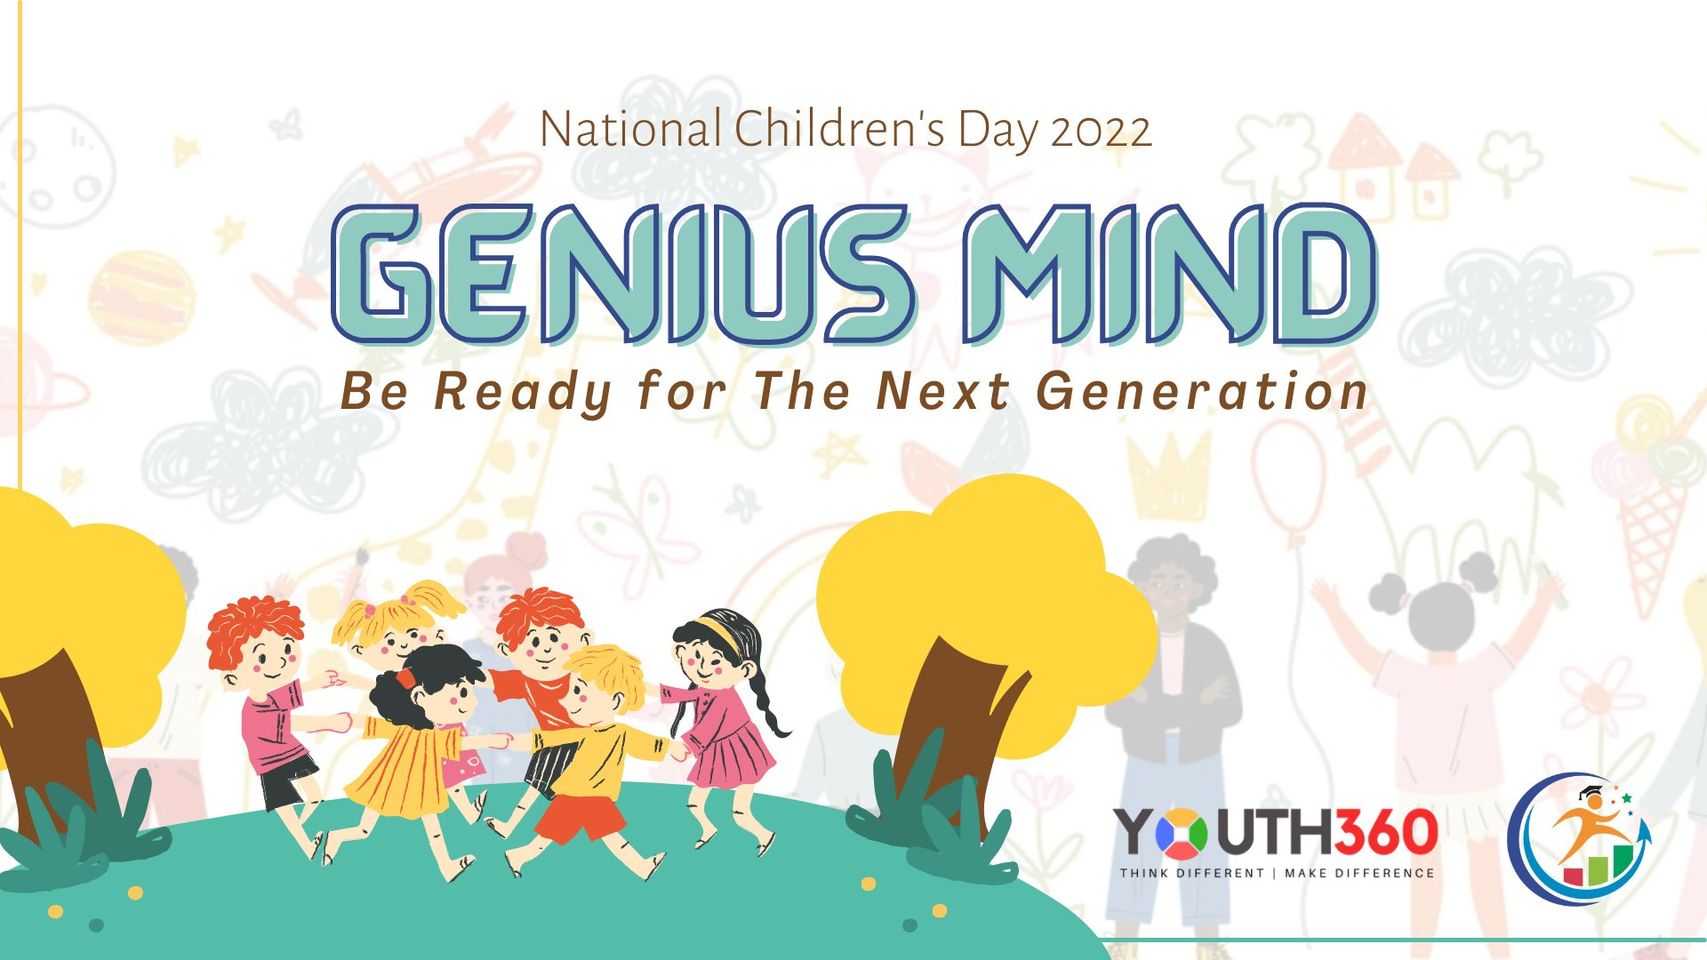 National Children's Day 2022
GENIUS MIND
Be Ready for The Next Generation
YOUTH360
THINK DIFFERENT | MAKE DIFFERENCE